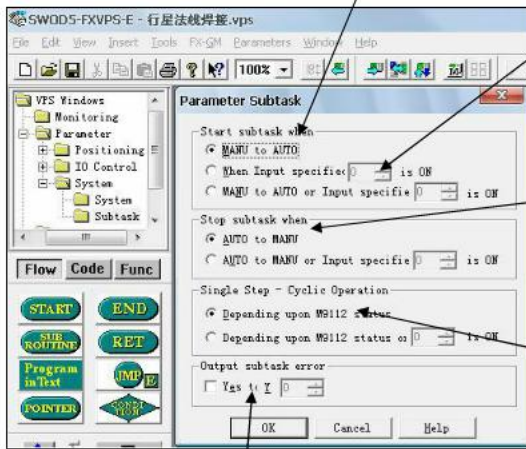 SWOD5-FXVPS-E - 行星法线焊接.vps
File Edit View Insert Tools FX-GM Parameters Window Help
100%
VPS Windows
Monitoring
Parameter
Positioning
IO Control
System
System
Subtask
Flow Code Func
START END
SUB ROUTINE RET
Program in Text JMP E
POINTER CONDI TION
Parameter Subtask
Start subtask when
MANU to AUTO
When Input specified 0 is ON
MANU to AUTO or Input specifie 0 is ON
Stop subtask when
AUTO to MANU
AUTO to MANU or Input specifie 0 is ON
Single Step - Cyclic Operation
Depending upon M9112 status
Depending upon M9112 status or 0 is ON
Output subtask error
Yes to Y 0
OK Cancel Help